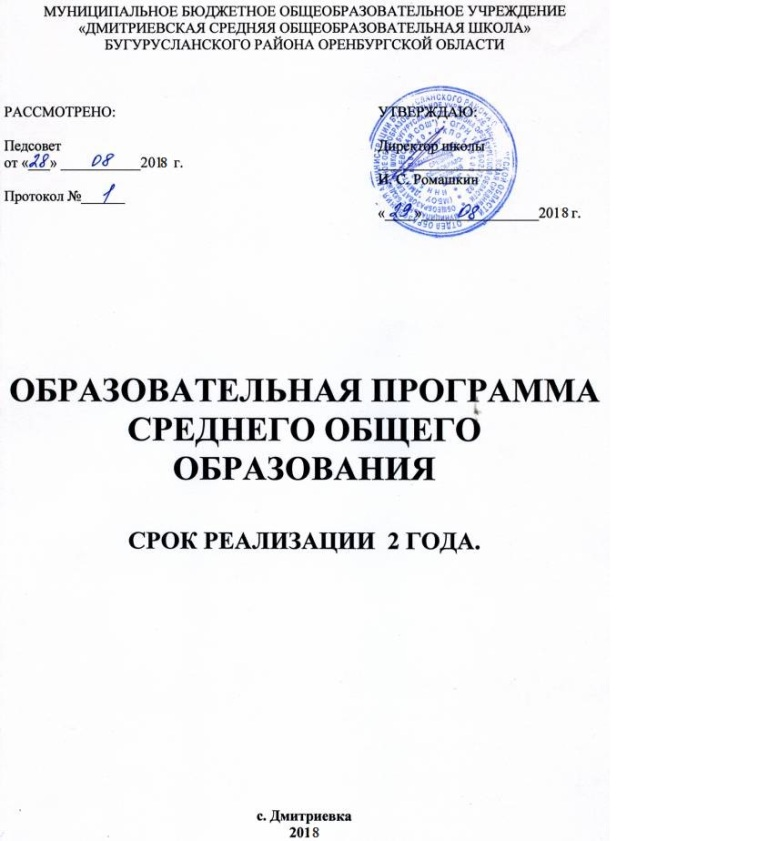 МУНИЦИПАЛЬНОЕ БЮДЖЕТНОЕ ОБЩЕОБРАЗОВАТЕЛЬНОЕ УЧРЕЖДЕНИЕ
«ДМИТРИЕВСКАЯ СРЕДНЯЯ ОБЩЕОБРАЗОВАТЕЛЬНАЯ ШКОЛА»
БУГУРУСЛАНСКОГО РАЙОНА ОРЕНБУРГСКОЙ ОБЛАСТИ
РАССМОТРЕНО:
Педсовет
от «28» 08 2018 г.
Протокол № 1
УТВЕРЖДАЮ:
Директор школы
И. С. Ромашкин
«29» 08 2018 г.
ОБРАЗОВАТЕЛЬНАЯ ПРОГРАММА
СРЕДНЕГО ОБЩЕГО
ОБРАЗОВАНИЯ
СРОК РЕАЛИЗАЦИИ 2 ГОДА.
с. Дмитриевка
2018